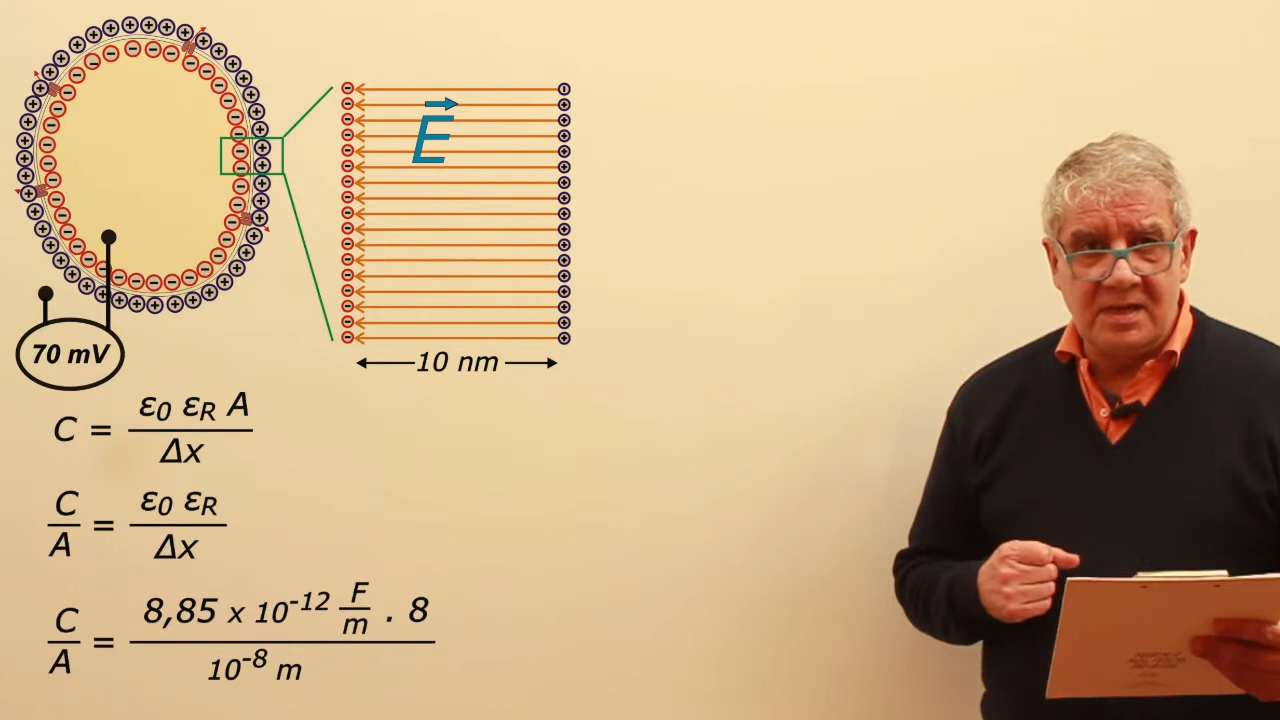 E
10 nm
70 mV
C = ε0 εR A / Δx
C / A = ε0 εR / Δx
C / A = 8,85 x 10^-12 F/m . 8 / 10^-8 m